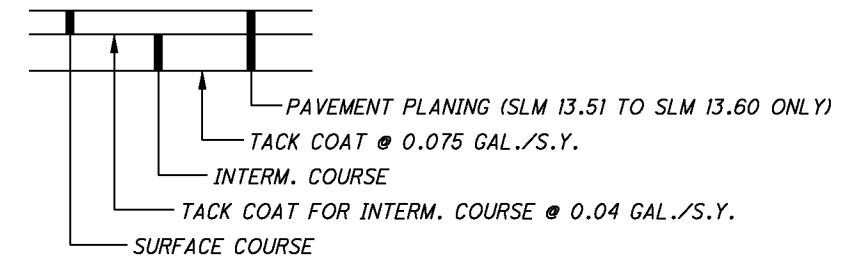 PAVEMENT PLANING (SLM 13.51 TO SLM 13.60 ONLY)
TACK COAT @ 0.075 GAL./S.Y.
INTERM. COURSE
TACK COAT FOR INTERM. COURSE @ 0.04 GAL./S.Y.
SURFACE COURSE